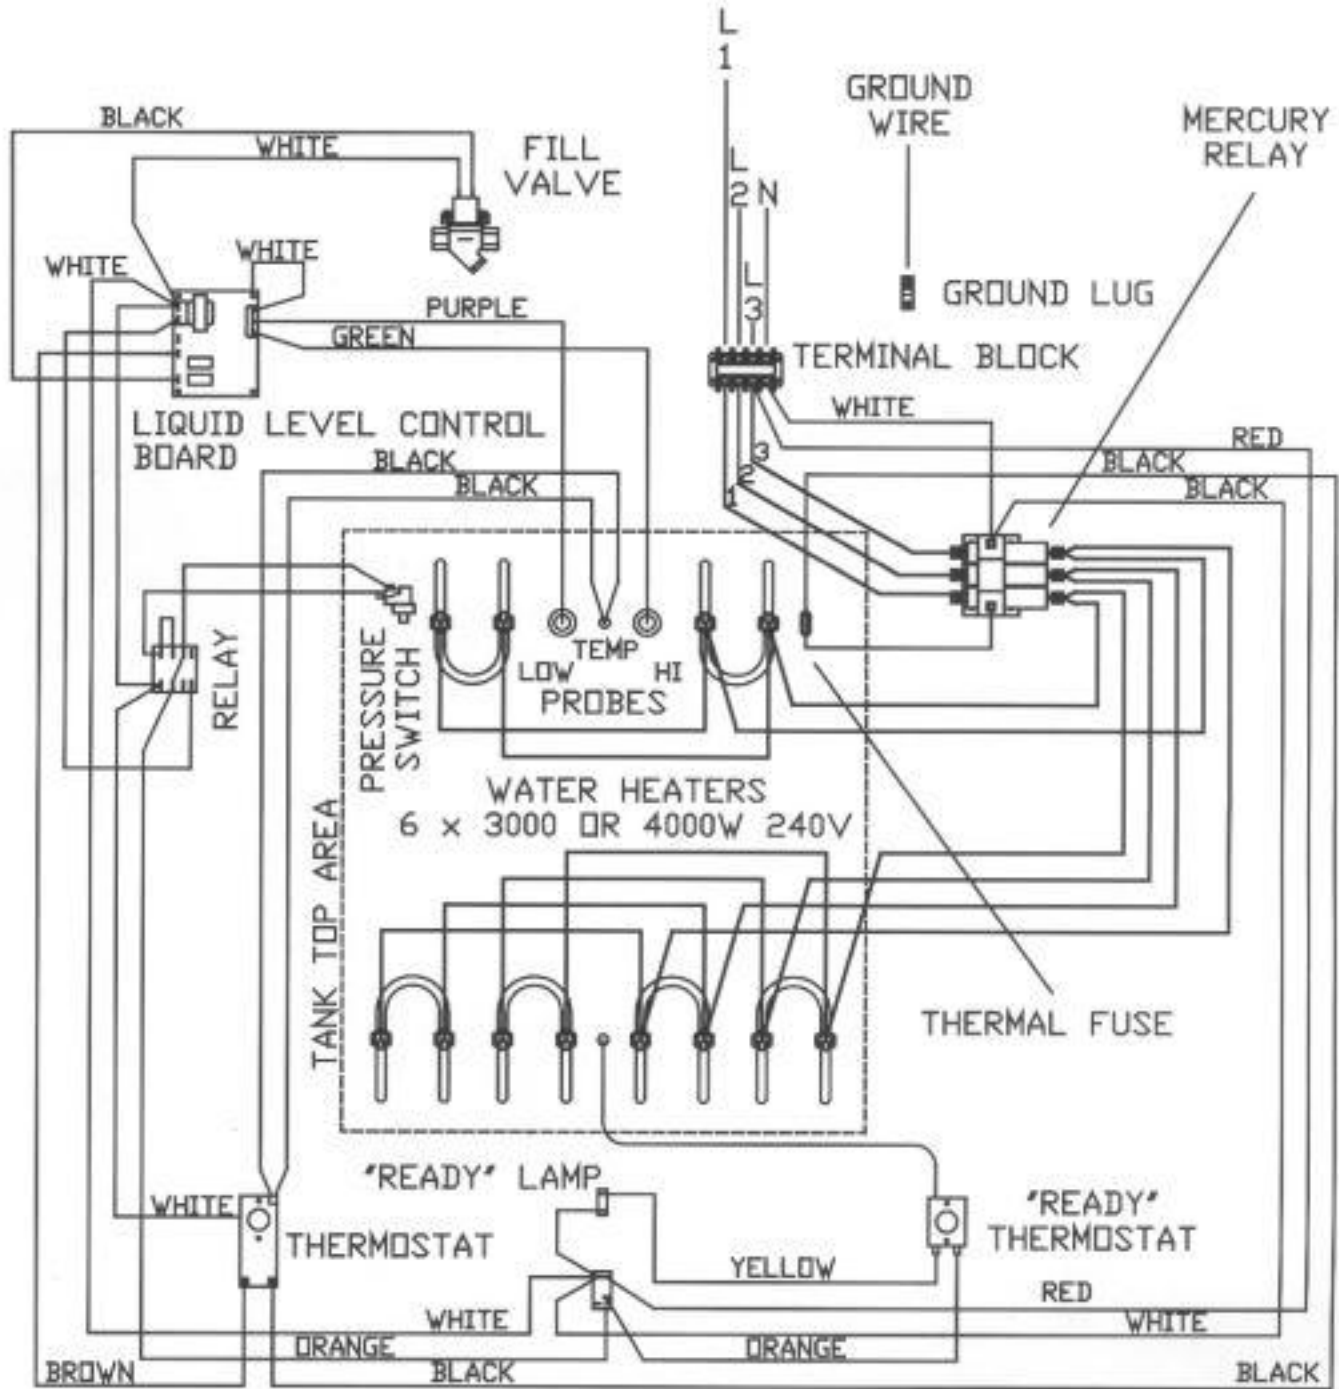 L
1
GROUND
WIRE
MERCURY
RELAY
BLACK
WHITE
FILL
VALVE
L
2
N
WHITE
WHITE
L
3
GROUND LUG
PURPLE
GREEN
TERMINAL BLOCK
WHITE
LIQUID LEVEL CONTROL
BOARD
RED
BLACK
BLACK
BLACK
BLACK
3
2
1
RELAY
PRESSURE
SWITCH
TEMP
LOW
HI
PROBES
WATER HEATERS
6 x 3000 OR 4000W 240V
TANK TOP AREA
THERMAL FUSE
"READY" LAMP
WHITE
THERMOSTAT
"READY"
THERMOSTAT
YELLOW
RED
WHITE
WHITE
ORANGE
ORANGE
BROWN
BLACK
BLACK